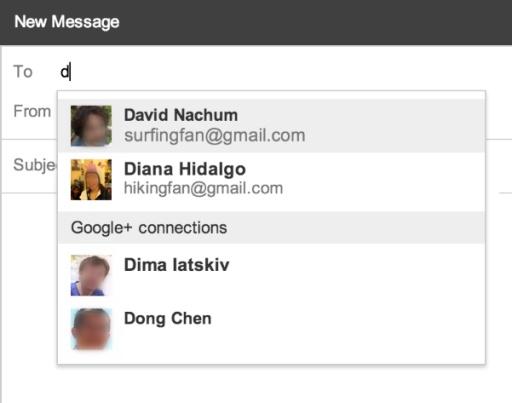 New Message
To d
From
David Nachum
surfingfan@gmail.com
Subje
Diana Hidalgo
hikingfan@gmail.com
Google+ connections
Dima Iatskiv
Dong Chen